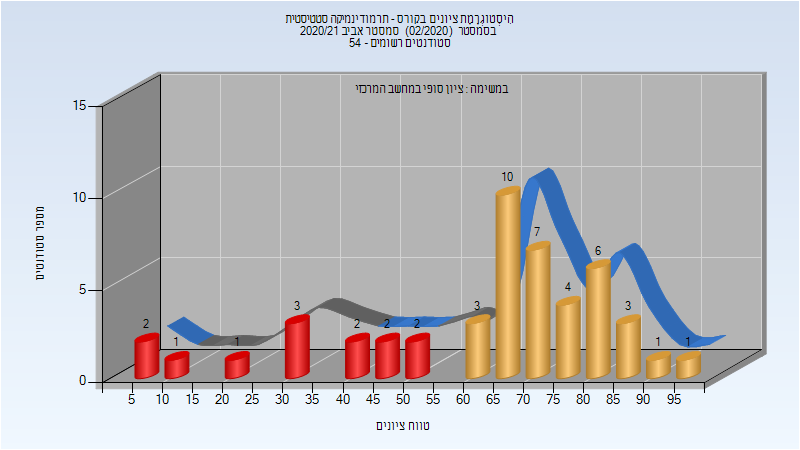 היסטוגרמת ציונים בקורס - תרמודינמיקה סטטיסטית
בסמסטר (02/2020) סמסטר אביב 2020/21
סטודנטים רשומים - 54
במשימה : ציון סופי במחשב המרכזי
מספר סטודנטים
15
10
5
0
2
1
1
3
2
2
2
3
10
7
4
6
3
1
1
5 10 15 20 25 30 35 40 45 50 55 60 65 70 75 80 85 90 95
טווח ציונים